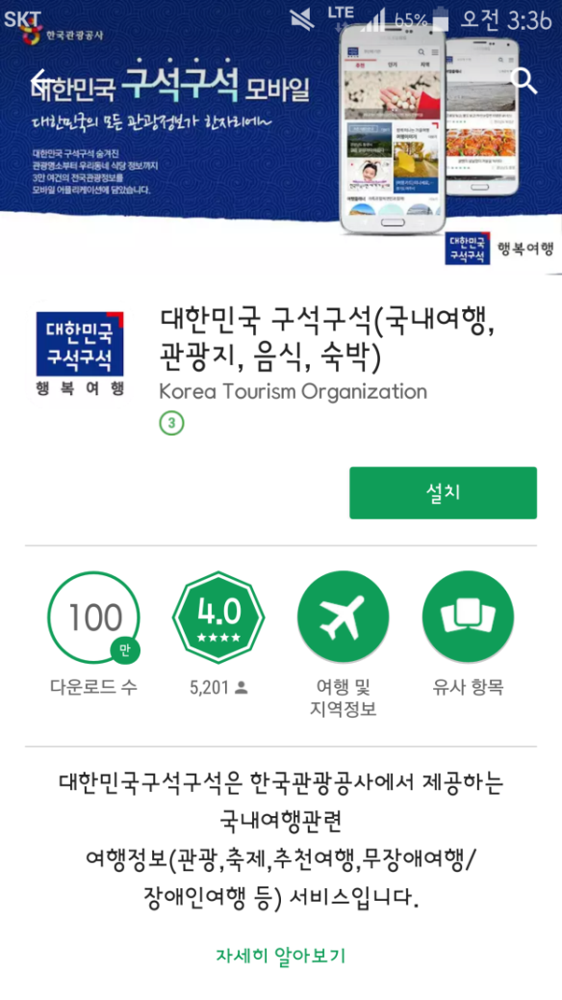 SKT LTE 65% 오전 3:36
한국관광공사
대한민국 구석구석 모바일
대한민국의 모든 관광정보가 한자리에~
대한민국 구석구석 숨겨진
관광명소부터 우리동네 식당 정보까지
3만 여건의 전국관광정보를
모바일 어플리케이션에 담았습니다.
대한민국
구석구석
행복여행
대한민국
구석구석
행복여행
대한민국 구석구석(국내여행,
관광지, 음식, 숙박)
Korea Tourism Organization
3
설치
100
만
4.0
다운로드 수
5,201
여행 및
지역정보
유사 항목
대한민국구석구석은 한국관광공사에서 제공하는
국내여행관련
여행정보(관광,축제,추천여행,무장애여행/
장애인여행 등) 서비스입니다.
자세히 알아보기